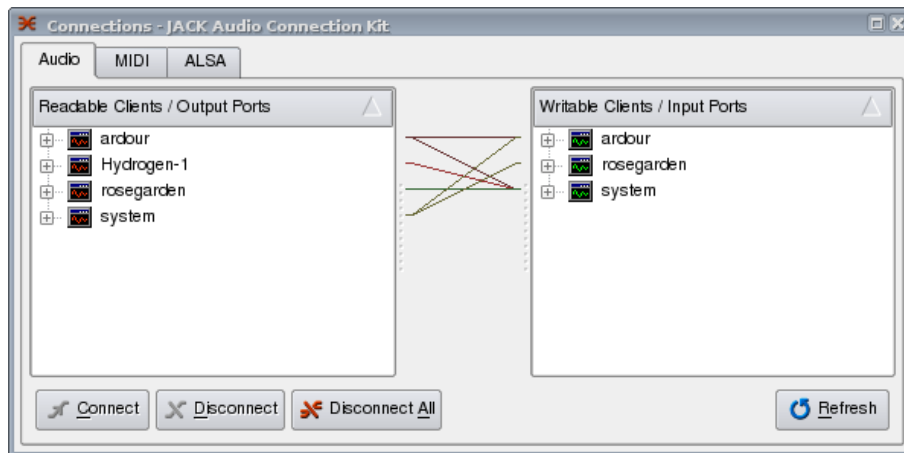 Connections - JACK Audio Connection Kit
Audio MIDI ALSA
Readable Clients / Output Ports
ardour
Hydrogen-1
rosegarden
system
Writable Clients / Input Ports
ardour
rosegarden
system
Connect Disconnect Disconnect All Refresh